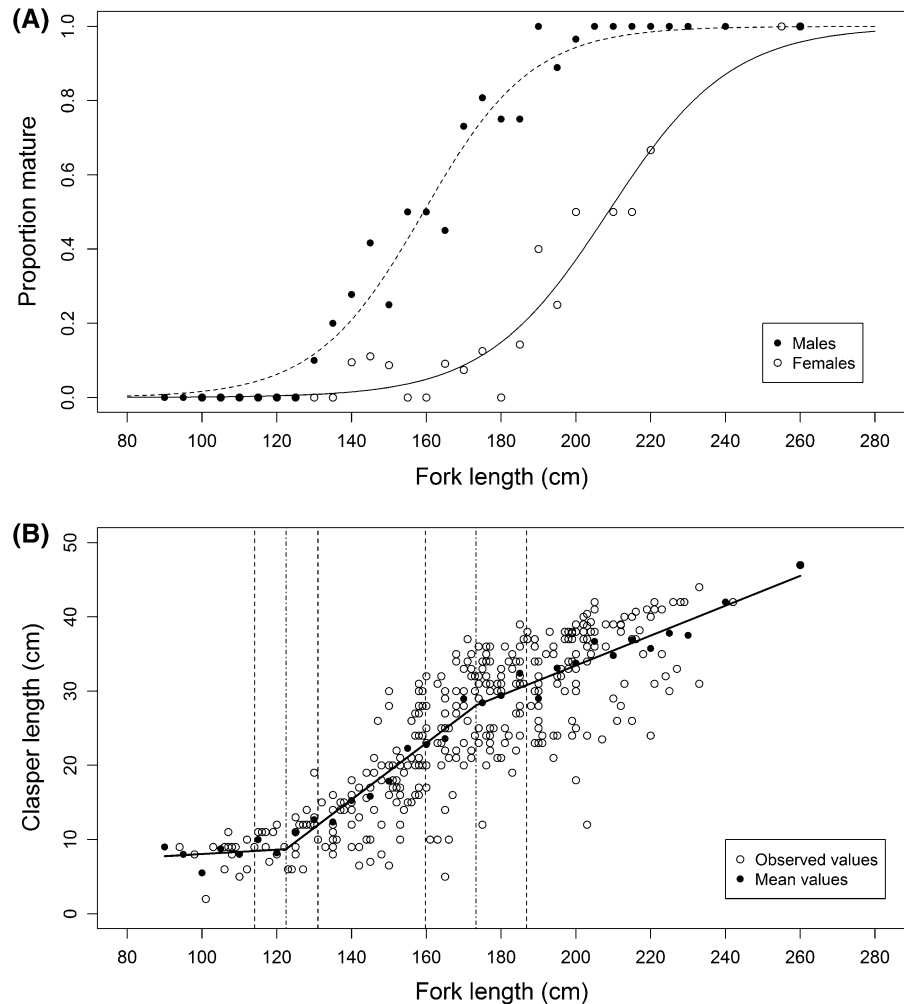 (A)
1.0
0.8
0.6
0.4
0.2
0.0
Proportion mature
Males
Females
80 100 120 140 160 180 200 220 240 260 280
Fork length (cm)
(B)
50
40
30
20
10
0
Clasper length (cm)
Observed values
Mean values
80 100 120 140 160 180 200 220 240 260 280
Fork length (cm)